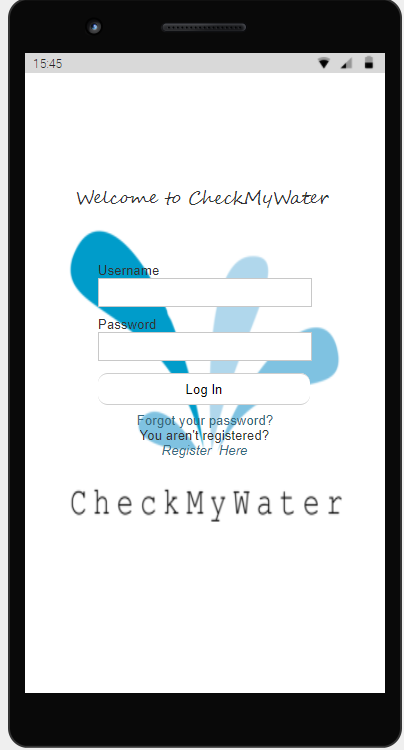 15:45
Welcome to CheckMyWater
Username
Password
Log In
Forgot your password?
You aren't registered?
Register Here
CheckMyWater